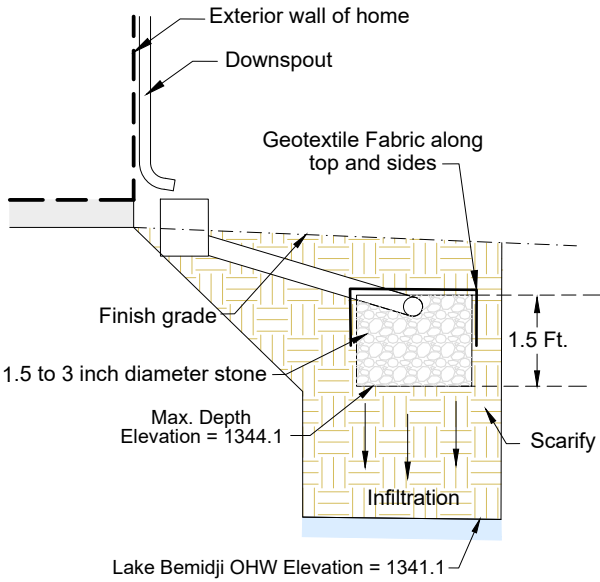 Exterior wall of home
Downspout
Geotextile Fabric along
top and sides
Finish grade
1.5 Ft.
1.5 to 3 inch diameter stone
Max. Depth
Elevation = 1344.1
Scarify
Infiltration
Lake Bemidji OHW Elevation = 1341.1